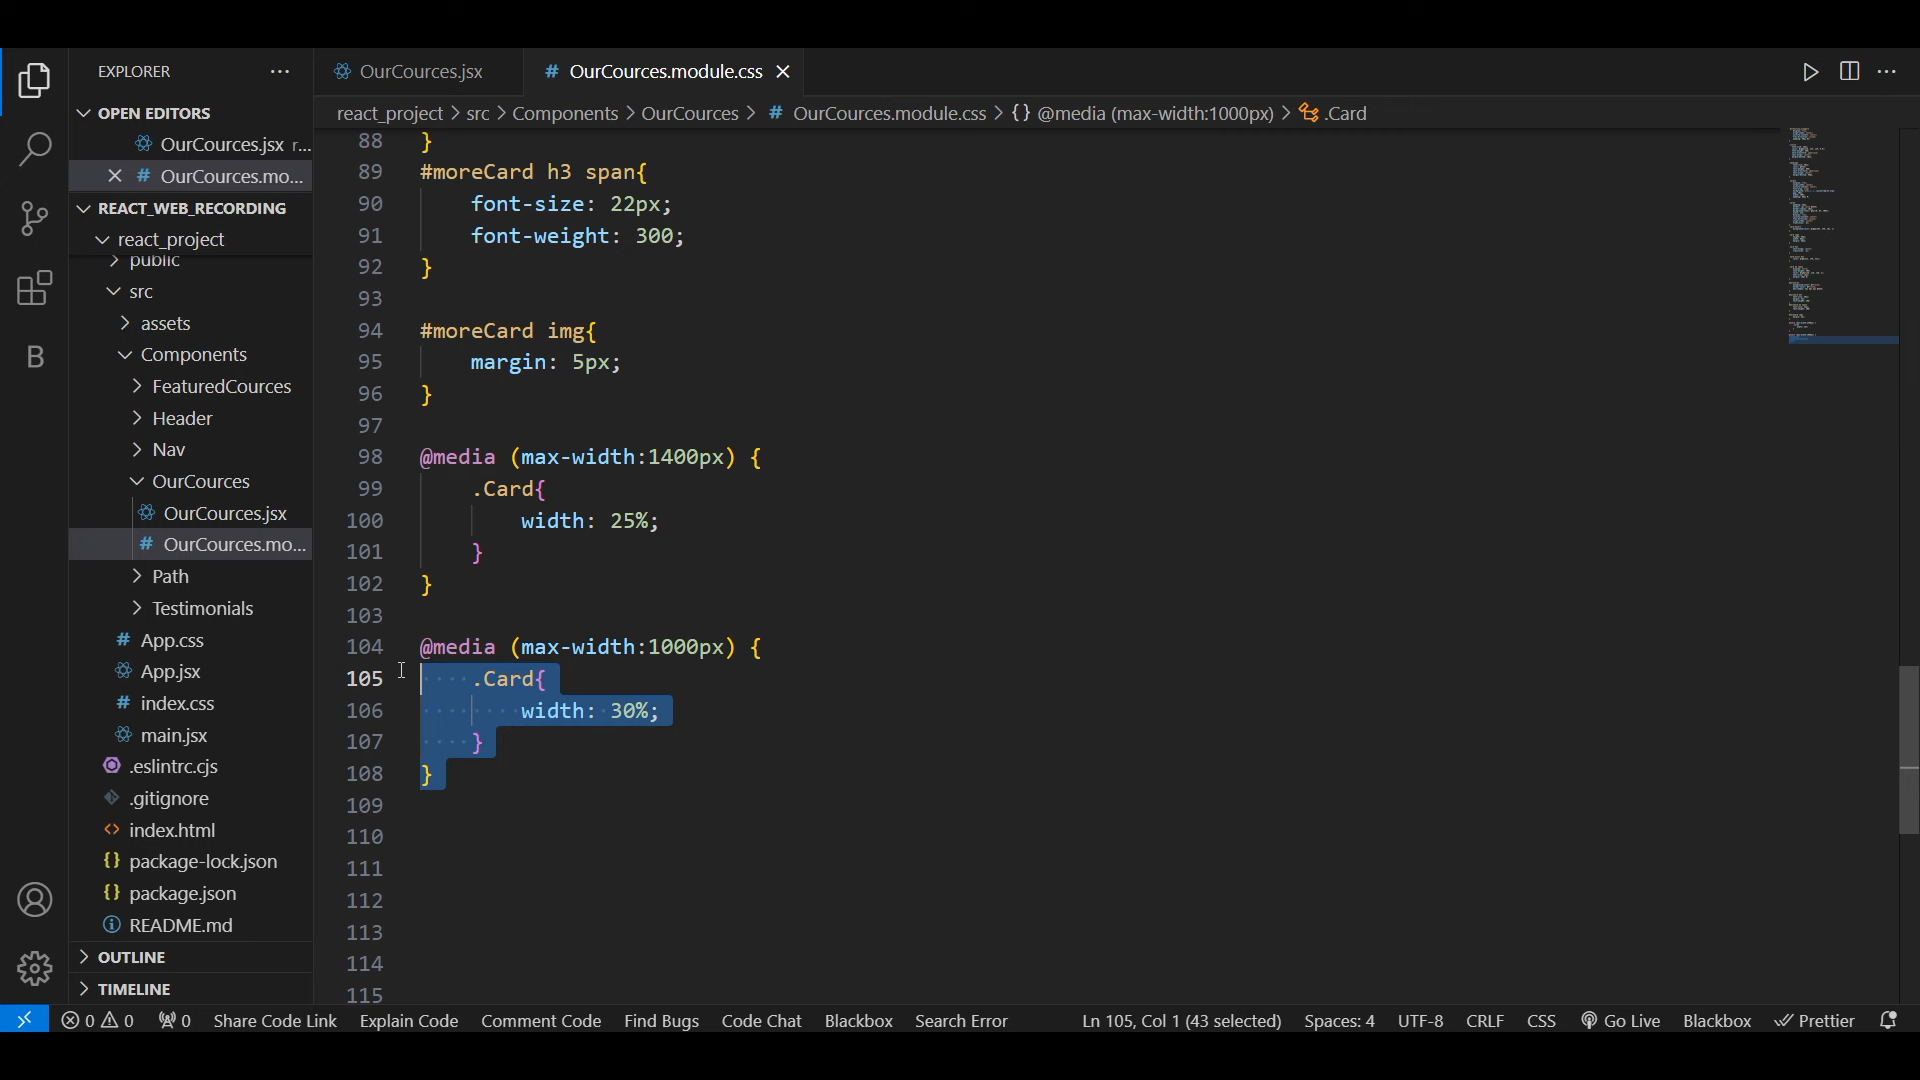 EXPLORER
OPEN EDITORS
OurCources.jsx r...
OurCources.mo...
REACT_WEB_RECORDING
react_project
public
src
assets
Components
FeaturedCources
Header
Nav
OurCources
OurCources.jsx
OurCources.mo...
Path
Testimonials
App.css
App.jsx
index.css
main.jsx
.eslintrc.cjs
.gitignore
index.html
package-lock.json
package.json
README.md
OUTLINE
TIMELINE
OurCources.jsx # OurCources.module.css
react_project > src > Components > OurCources > # OurCources.module.css > {} @media (max-width:1000px) > .Card
88 }
89 #moreCard h3 span{
90 font-size: 22px;
91 font-weight: 300;
92 }
93
94 #moreCard img{
95 margin: 5px;
96 }
97
98 @media (max-width:1400px) {
99 .Card{
100 width: 25%;
101 }
102 }
103
104 @media (max-width:1000px) {
105 .Card{
106 width: 30%;
107 }
108 }
109
110
111
112
113
114
115
0 0 0 Share Code Link Explain Code Comment Code Find Bugs Code Chat Blackbox Search Error Ln 105, Col 1 (43 selected) Spaces: 4 UTF-8 CRLF CSS Go Live Blackbox Prettier